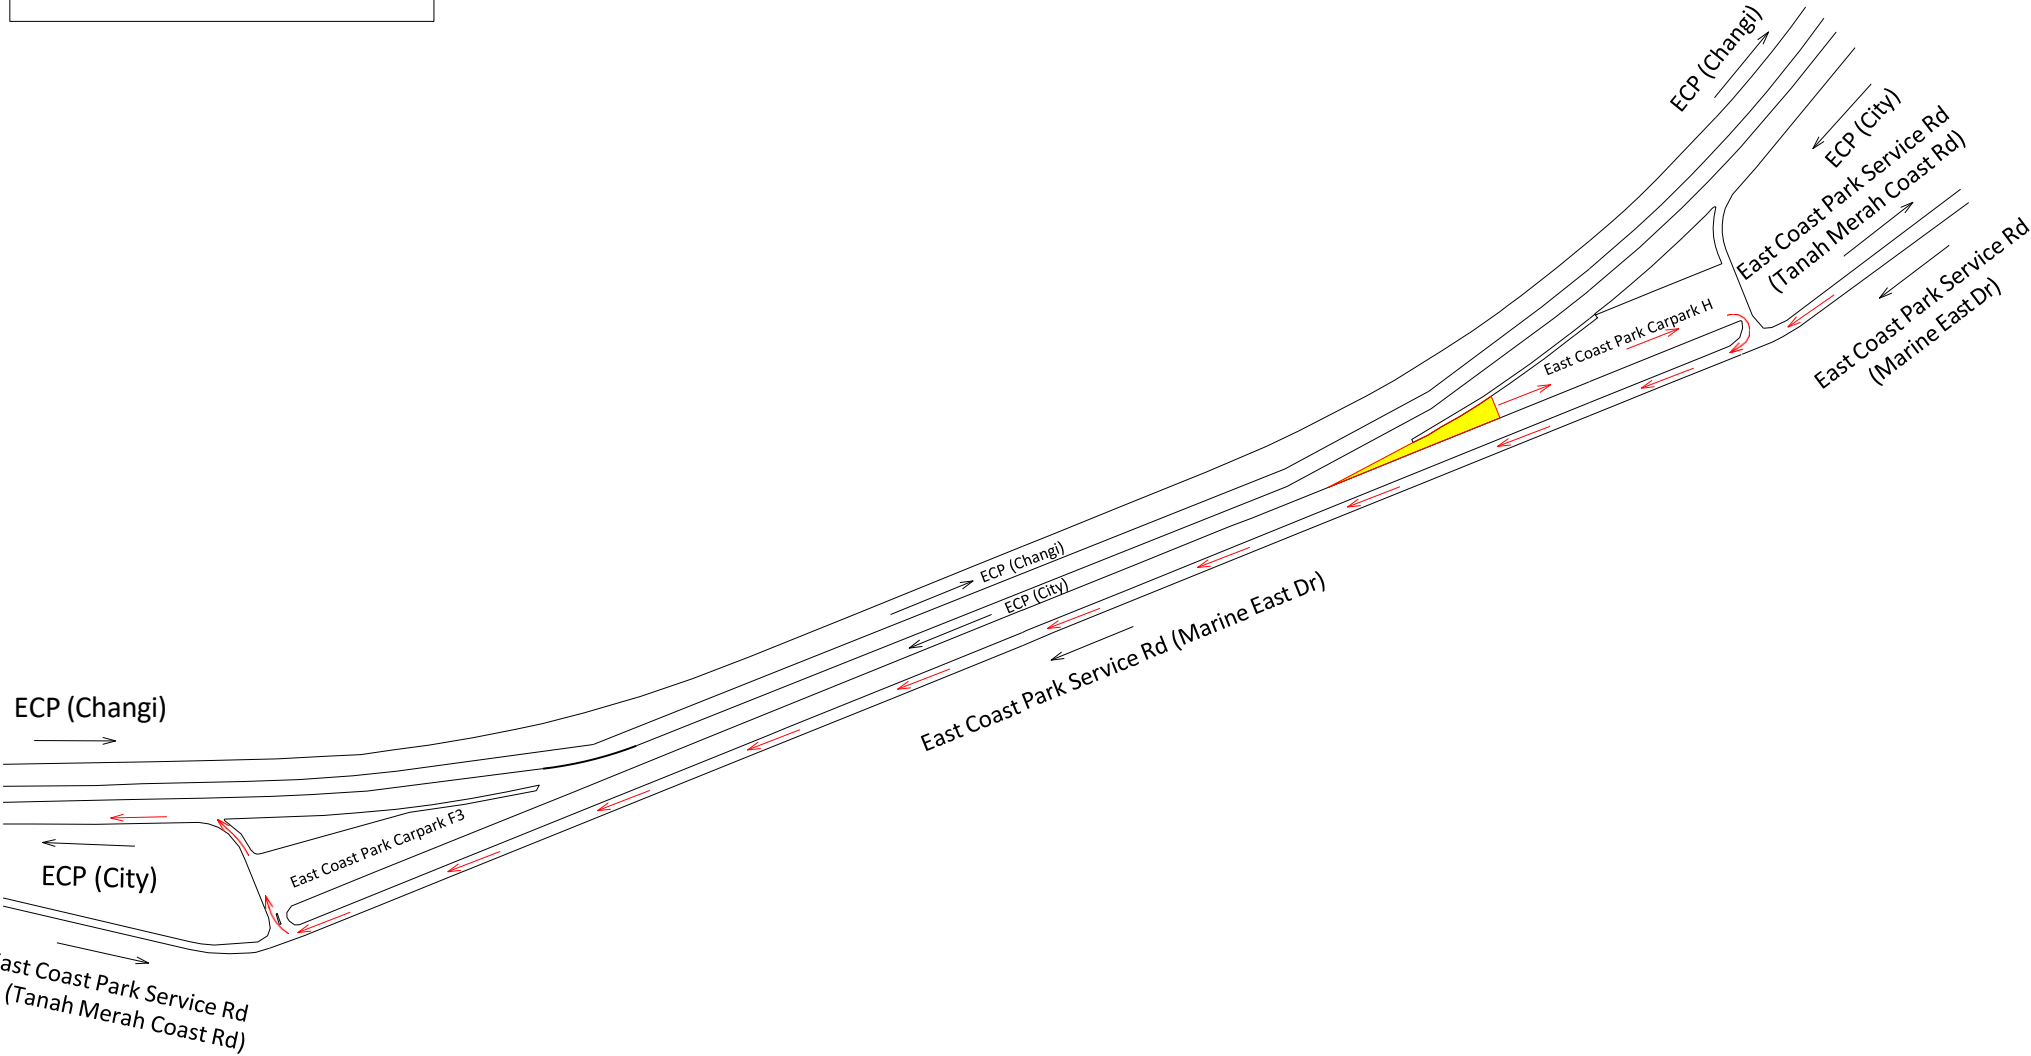 ECP (Changi)
ECP (City)
East Coast Park Service Rd
(Tanah Merah Coast Rd)
East Coast Park Service Rd
(Marine East Dr)
East Coast Park Carpark H
ECP (Changi)
ECP (City)
East Coast Park Service Rd (Marine East Dr)
ECP (Changi)
East Coast Park Carpark F3
ECP (City)
ast Coast Park Service Rd
(Tanah Merah Coast Rd)